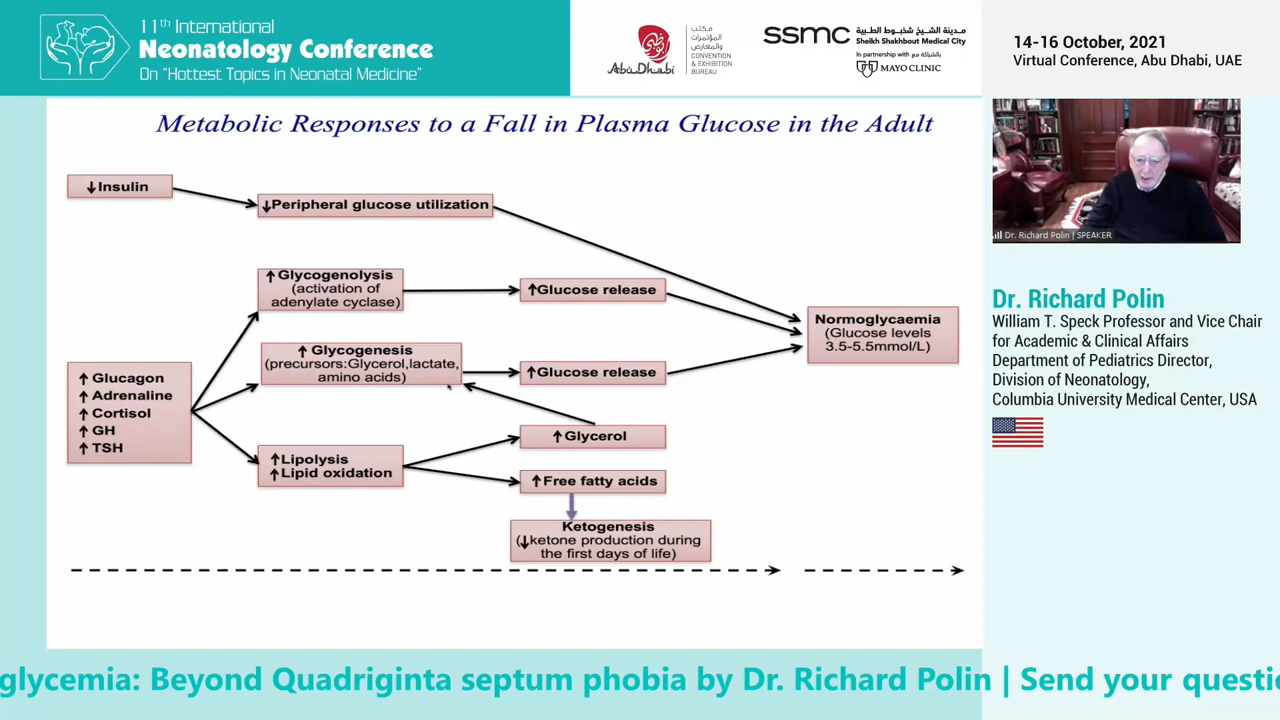 11th International
Neonatology Conference
On "Hottest Topics in Neonatal Medicine"
Abu Dhabi
مكتب
المؤتمرات
والمعارض
أبوظبي
CONVENTION
& EXHIBITION
BUREAU
SSMC
مدينة الشيخ شخبوط الطبية
Sheikh Shakhbout Medical City
In partnership with بالشراكة مع
MAYO CLINIC
14-16 October, 2021
Virtual Conference, Abu Dhabi, UAE
Metabolic Responses to a Fall in Plasma Glucose in the Adult
↓Insulin
↓Peripheral glucose utilization
↑Glycogenolysis
(activation of
adenylate cyclase)
↑Glucose release
↑Glycogenesis
(precursors:Glycerol,lactate,
amino acids)
↑Glucose release
Normoglycaemia
(Glucose levels
3.5-5.5mmol/L)
↑ Glucagon
↑ Adrenaline
↑ Cortisol
↑ GH
↑ TSH
↑Lipolysis
↑Lipid oxidation
↑Glycerol
↑Free fatty acids
Ketogenesis
(↓ketone production during
the first days of life)
Dr. Richard Polin | SPEAKER
Dr. Richard Polin
William T. Speck Professor and Vice Chair
for Academic & Clinical Affairs
Department of Pediatrics Director,
Division of Neonatology,
Columbia University Medical Center, USA
glycemia: Beyond Quadriginta septum phobia by Dr. Richard Polin | Send your questi